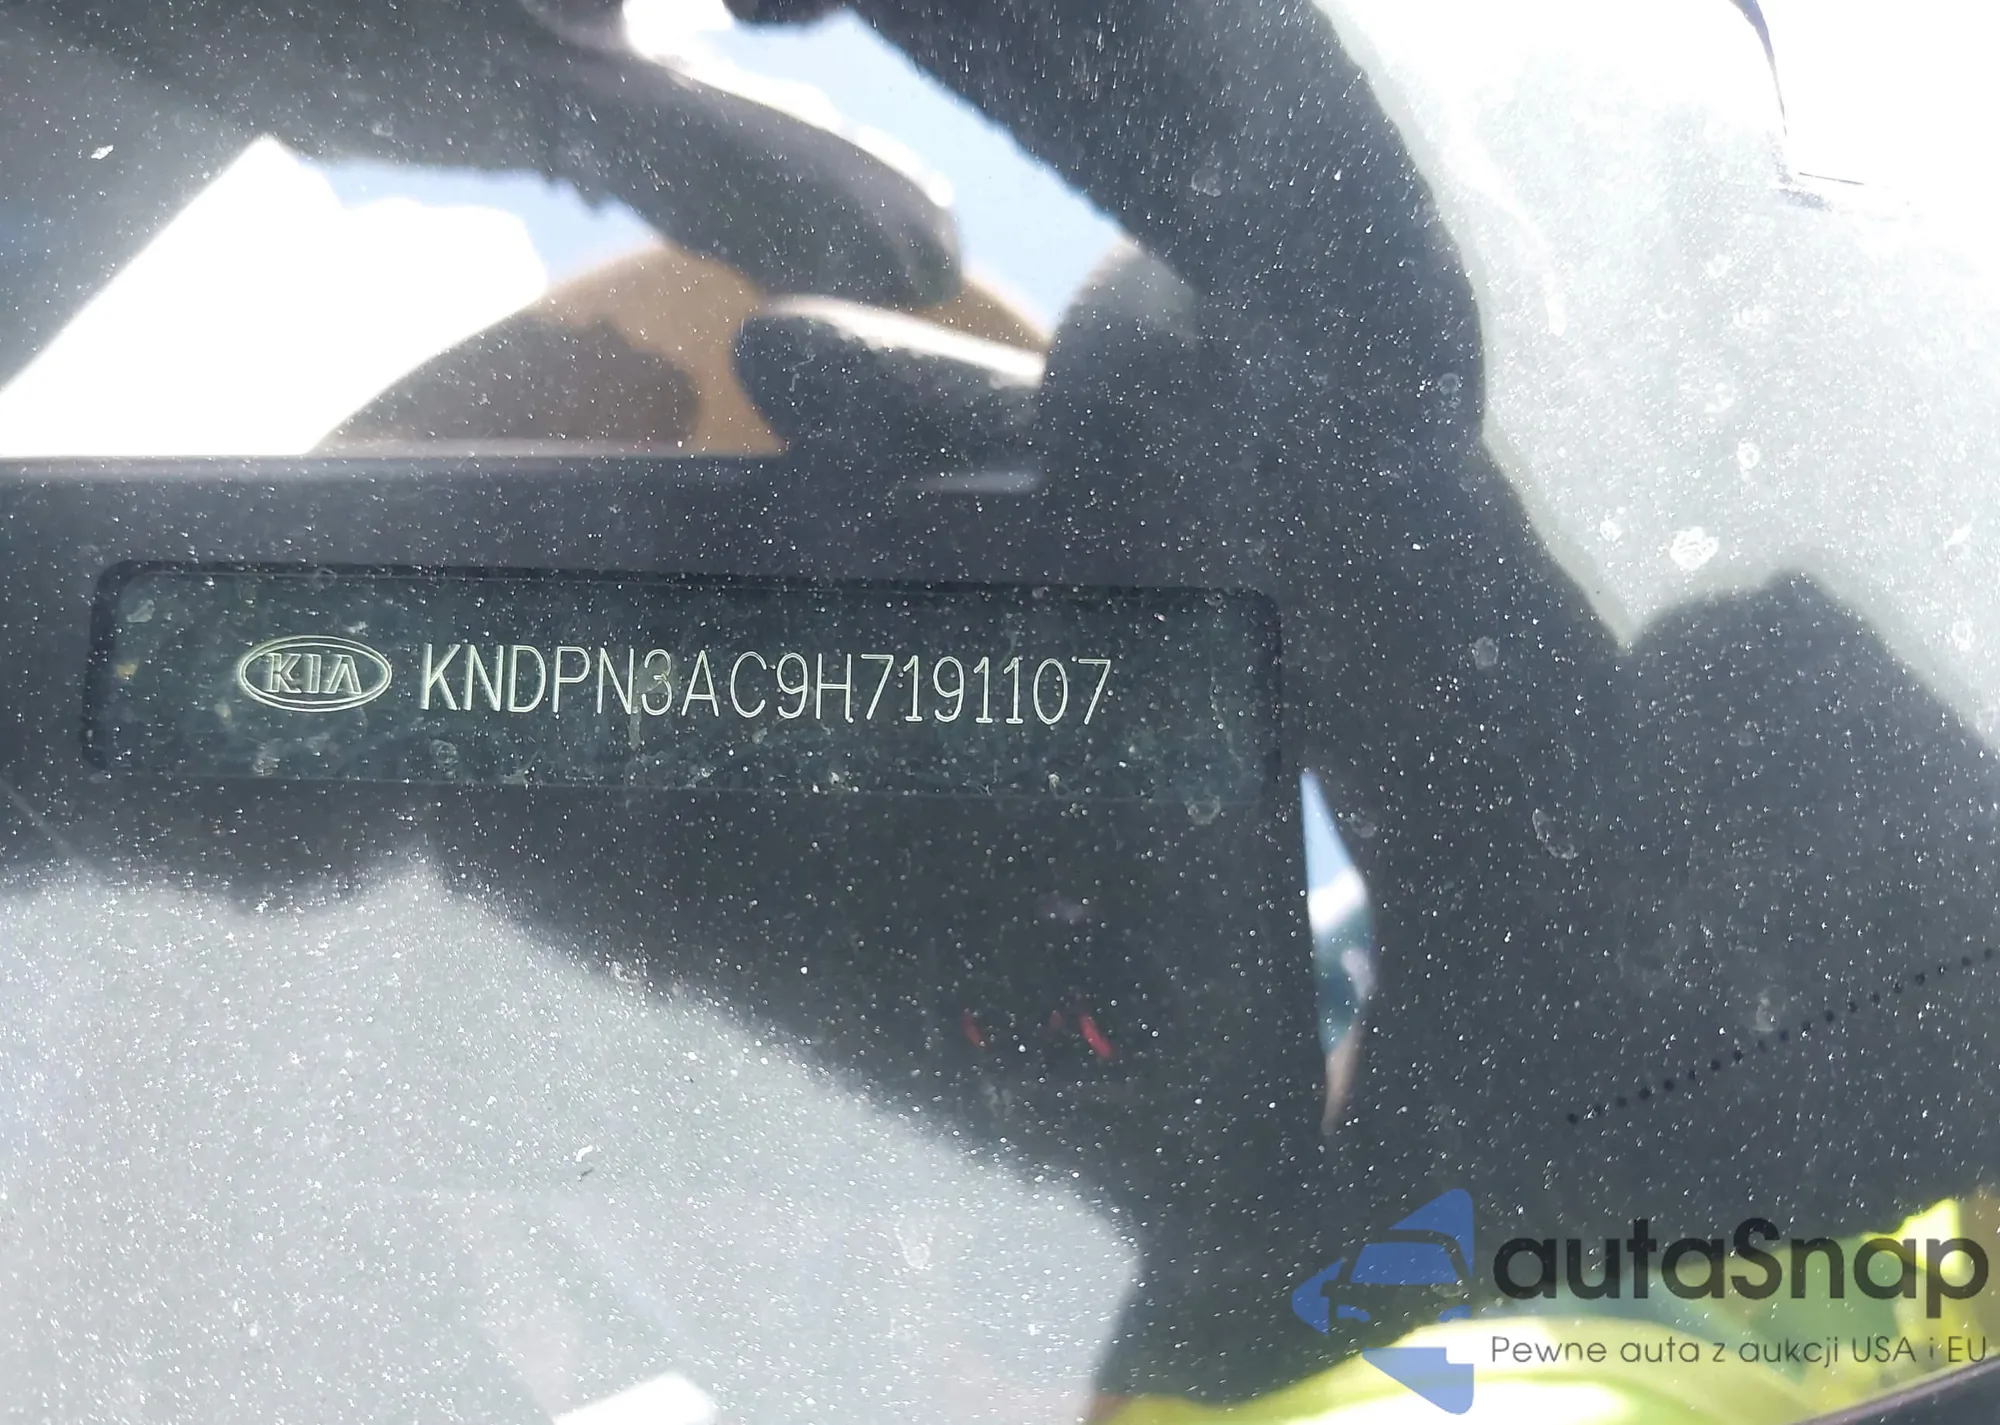 KIA KNDPN3AC9H7191107
autaSnap
Pewne auta z aukcji USA i EU